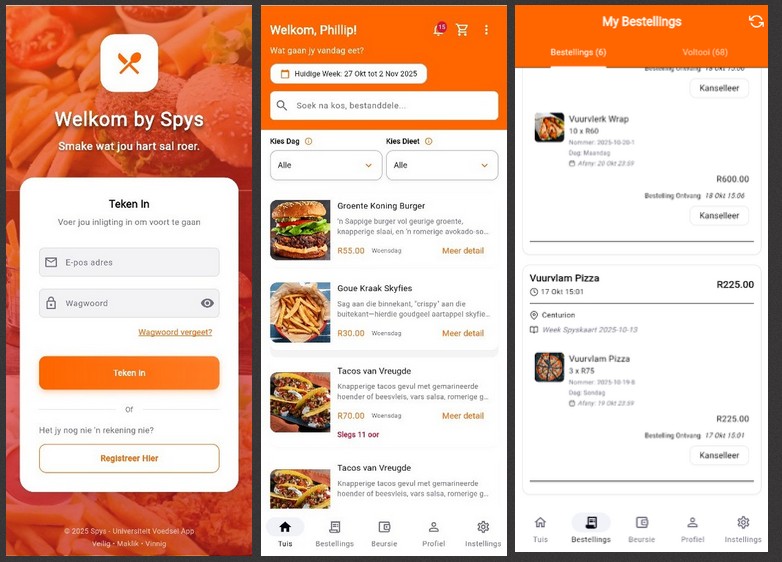 Welkom by Spys
Smake wat jou hart sal roer.
Teken In
Voer jou inligting in om voort te gaan
E-pos adres
Wagwoord
Wagwoord vergeet?
Teken in
or
Het jy nog nie 'n rekening nie?
Registreer Hier
© 2025 Spys - Universiteit Voedsel App
Veilig • Maklik • Vinnig
Welkom, Phillip!
15
Wat gaan jy vandag eet?
Huidige Week: 27 Okt tot 2 Nov 2025
Soek na kos, bestanddele...
Kies Dag
Kies Dieet
Alle
Alle
Groente Koning Burger
'n Sappige burger vol geurige groente,
knapperige slaai, en 'n romerige avokado-so...
R55.00 Woensdag Meer detail
Goue Kraak Skyfies
Sag aan die binnekant, "crispy" aan die
buitekant—hierdie goudgeel aartappel skyfie...
R30.00 Woensdag Meer detail
Tacos van Vreugde
Knapperige tacos gevul met gemarineerde
hoender of beesvleis, vars salsa, romerige g...
R70.00 Woensdag Meer detail
Slegs 11 oor
Tacos van Vreugde
Knapperige tacos gevul met gemarineerde
hoender of beesvleis, vars salsa, romerige g...
Tuis Bestellings Beursie Profiel Instellings
My Bestellings
Bestellings (6) Voltooi (68)
Bestelling Ontvang 18 Okt 15:06
Kanselleer
Vuurvlerk Wrap
10 x R60
Nommer: 2025-10-20-1
Dag: Maandag
Aflny: 20 Okt 23:59
R600.00
Bestelling Ontvang 18 Okt 15:06
Kanselleer
Vuurvlam Pizza
R225.00
17 Okt 15:01
Centurion
Week Spyskaart 2025-10-13
Vuurvlam Pizza
3 x R75
Nommer: 2025-10-19-8
Dag: Sondag
Aflny: 19 Okt 23:59
R225.00
Bestelling Ontvang 17 Okt 15:01
Kanselleer
Tuis Bestellings Beursie Profiel Instellings